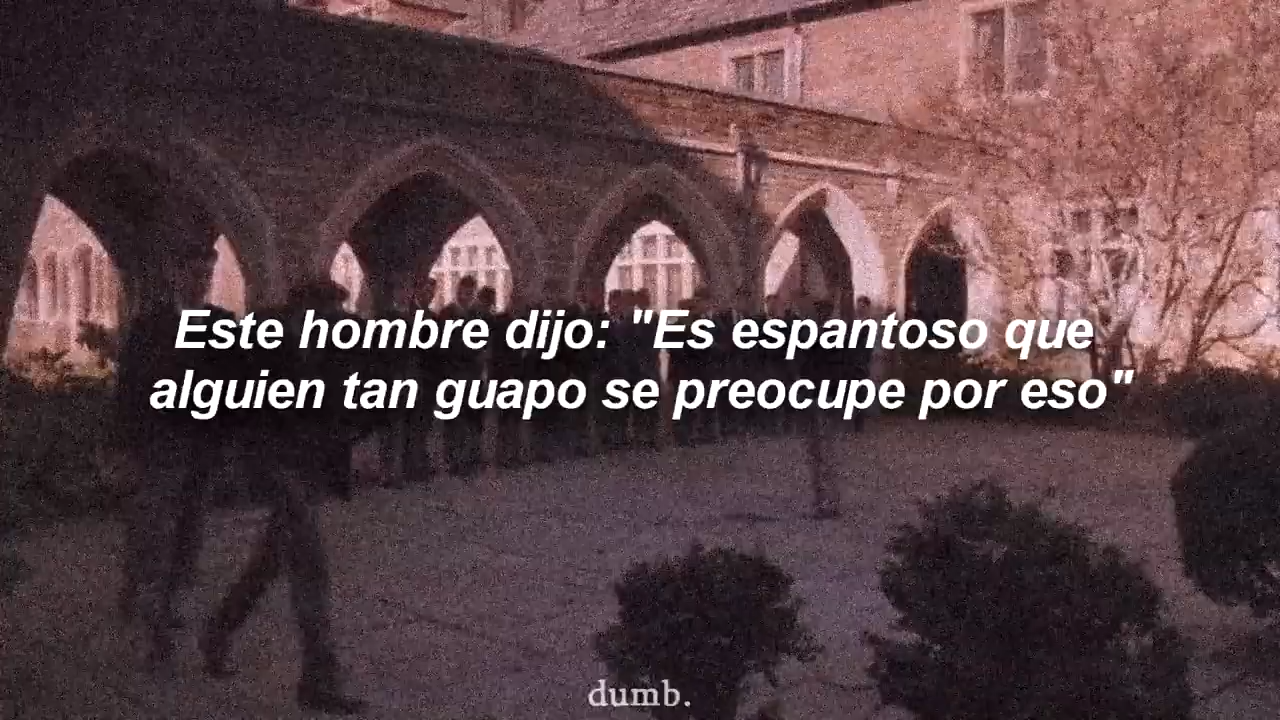 Este hombre dijo: "Es espantoso que
alguien tan guapo se preocupe por eso"
dumb.